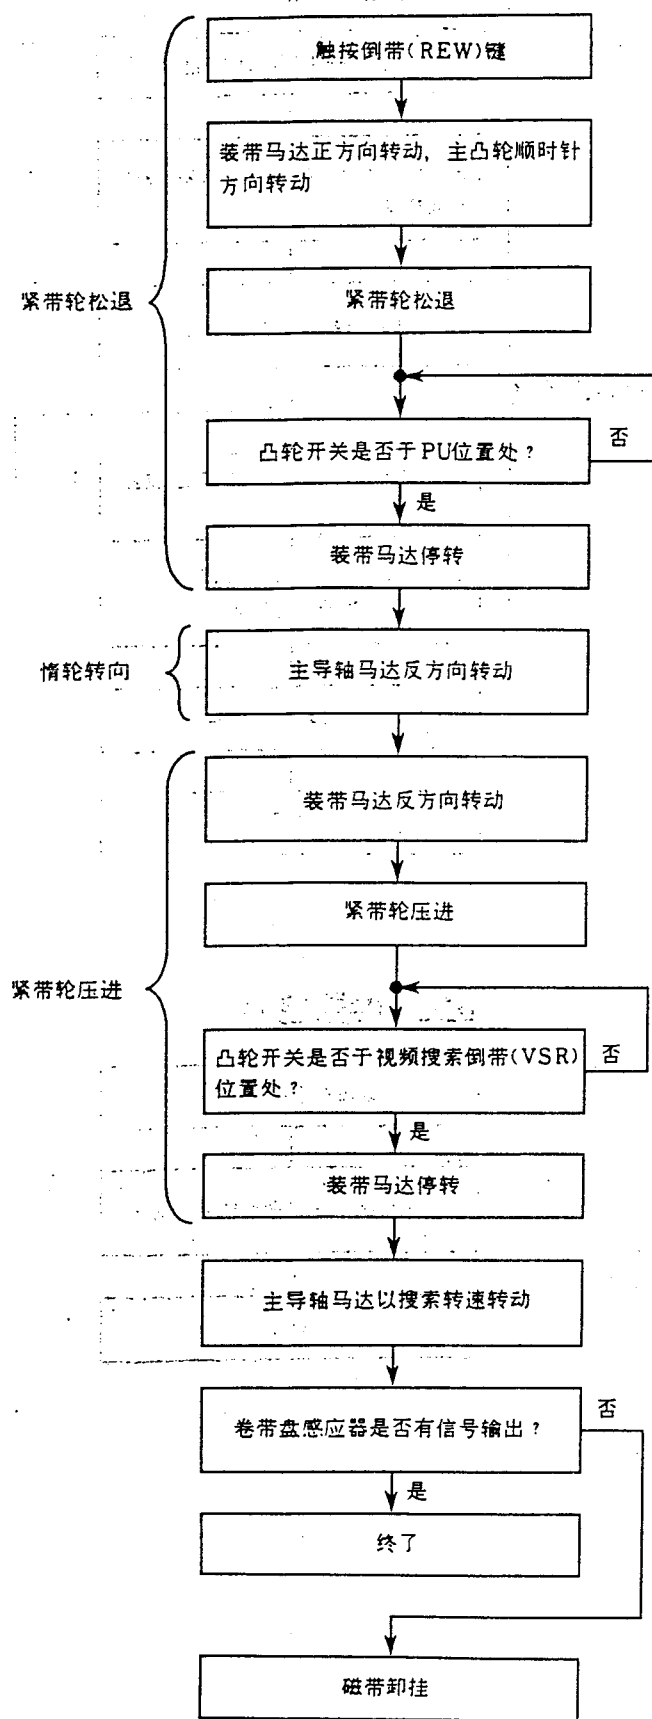 触按倒带(REW)键
装带马达正方向转动, 主凸轮顺时针
方向转动
紧带轮松退
紧带轮松退
凸轮开关是否于PU位置处?
否
是
装带马达停转
惰轮转向
主导轴马达反方向转动
装带马达反方向转动
紧带轮压进
紧带轮压进
凸轮开关是否于视频搜索倒带(VSR)
位置处?
否
是
装带马达停转
主导轴马达以搜索转速转动
卷带盘感应器是否有信号输出?
否
是
终了
磁带卸挂